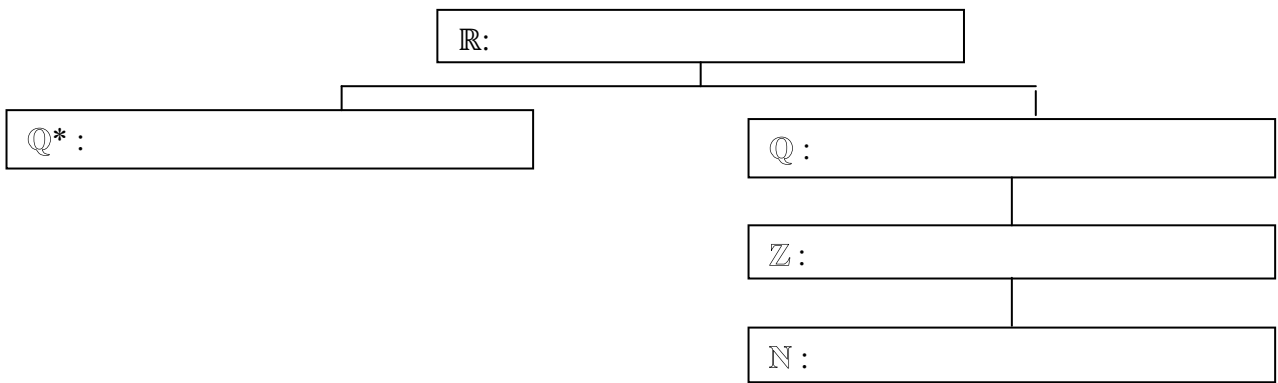 ℝ:
ℚ* :
ℚ :
ℤ :
ℕ :